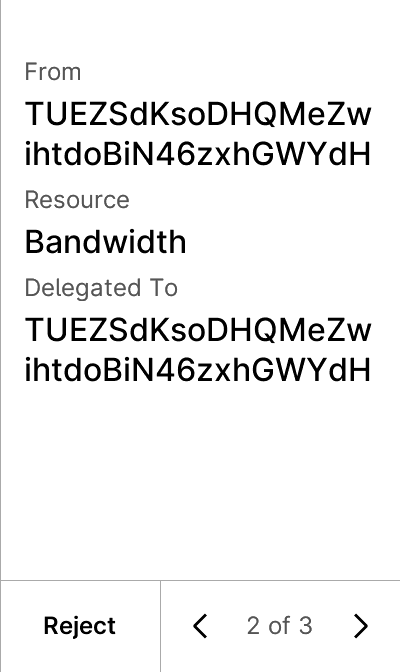 From
TUEZSdKsoDHQMeZw
ihtdoBiN46zxhGWYdH
Resource
Bandwidth
Delegated To
TUEZSdKsoDHQMeZw
ihtdoBiN46zxhGWYdH
Reject
2 of 3